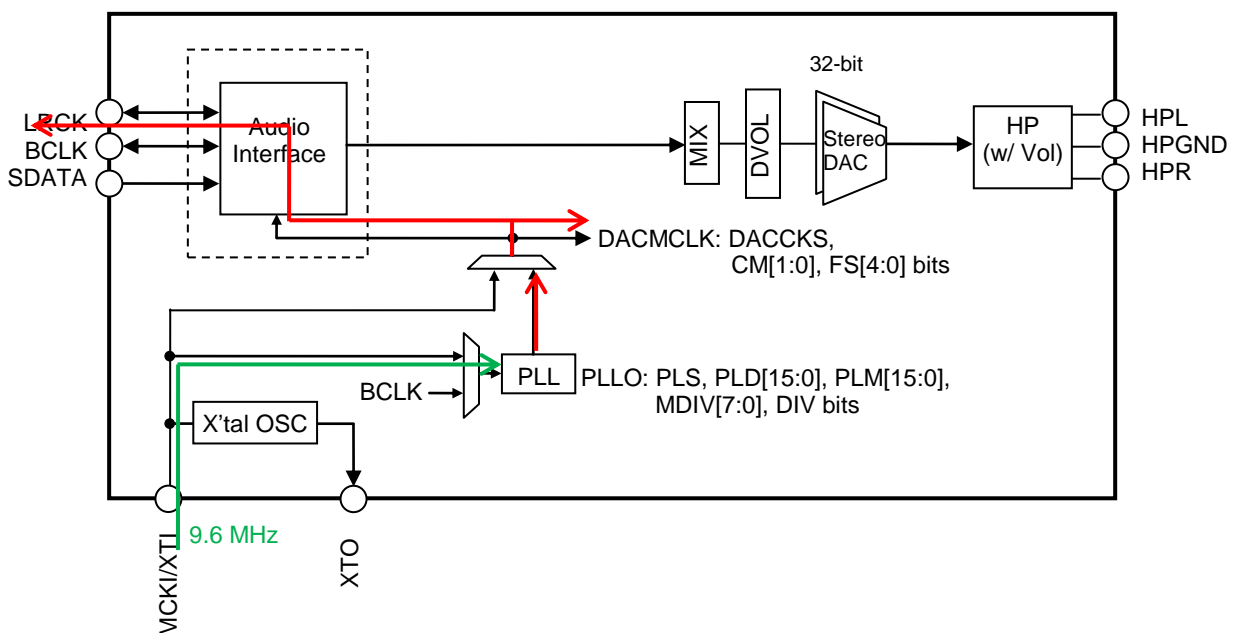 32-bit
LRCK
BCLK
SDATA
Audio
Interface
MIX
DVOL
Stereo
DAC
HP
(w/ Vol)
HPL
HPGND
HPR
DACMCLK: DACCKS,
CM[1:0], FS[4:0] bits
BCLK
PLL
PLLO: PLS, PLD[15:0], PLM[15:0],
MDIV[7:0], DIV bits
X'tal OSC
9.6 MHz
MCKI/XTI
XTO